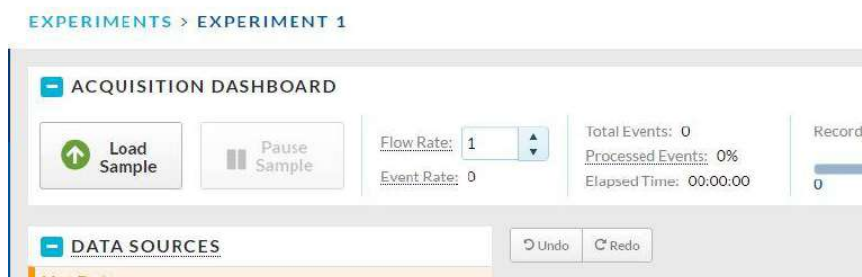 EXPERIMENTS > EXPERIMENT 1
ACQUISITION DASHBOARD
Load
Sample
Pause
Sample
Flow Rate: 1
Event Rate: 0
Total Events: 0
Processed Events: 0%
Elapsed Time: 00:00:00
Record
0
DATA SOURCES
Undo
Redo